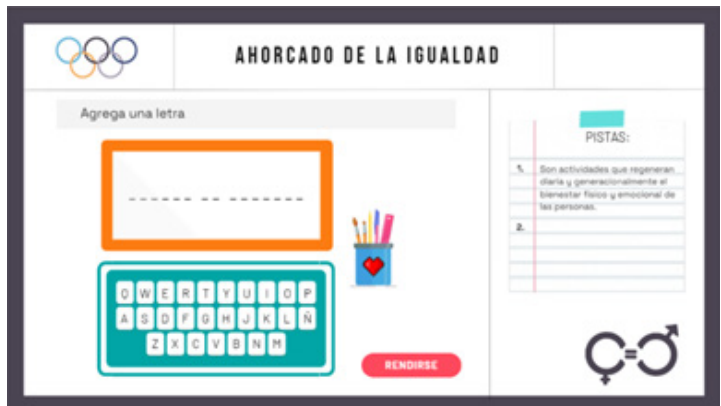 AHORCADO DE LA IGUALDAD
Agrega una letra
------ -- -------
Q W E R T Y U I O P
A S D F G H J K L Ñ
Z X C V B N M
RENDIRSE
PISTAS:
1. Son actividades que regeneran
diaria y generacionalmente el
bienestar físico y emocional de
las personas.
2.